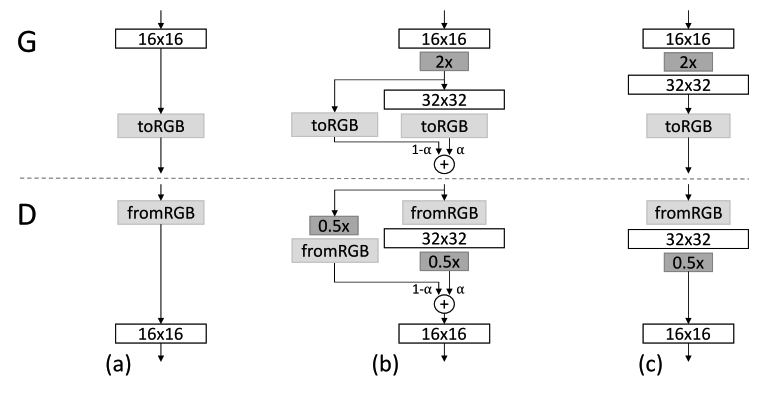 G
16x16
toRGB
16x16
2x
32x32
toRGB
toRGB
1-α
α
+
16x16
2x
32x32
toRGB
D
fromRGB
16x16
(a)
fromRGB
0.5x
32x32
fromRGB
0.5x
1-α
α
+
16x16
(b)
fromRGB
32x32
0.5x
16x16
(c)